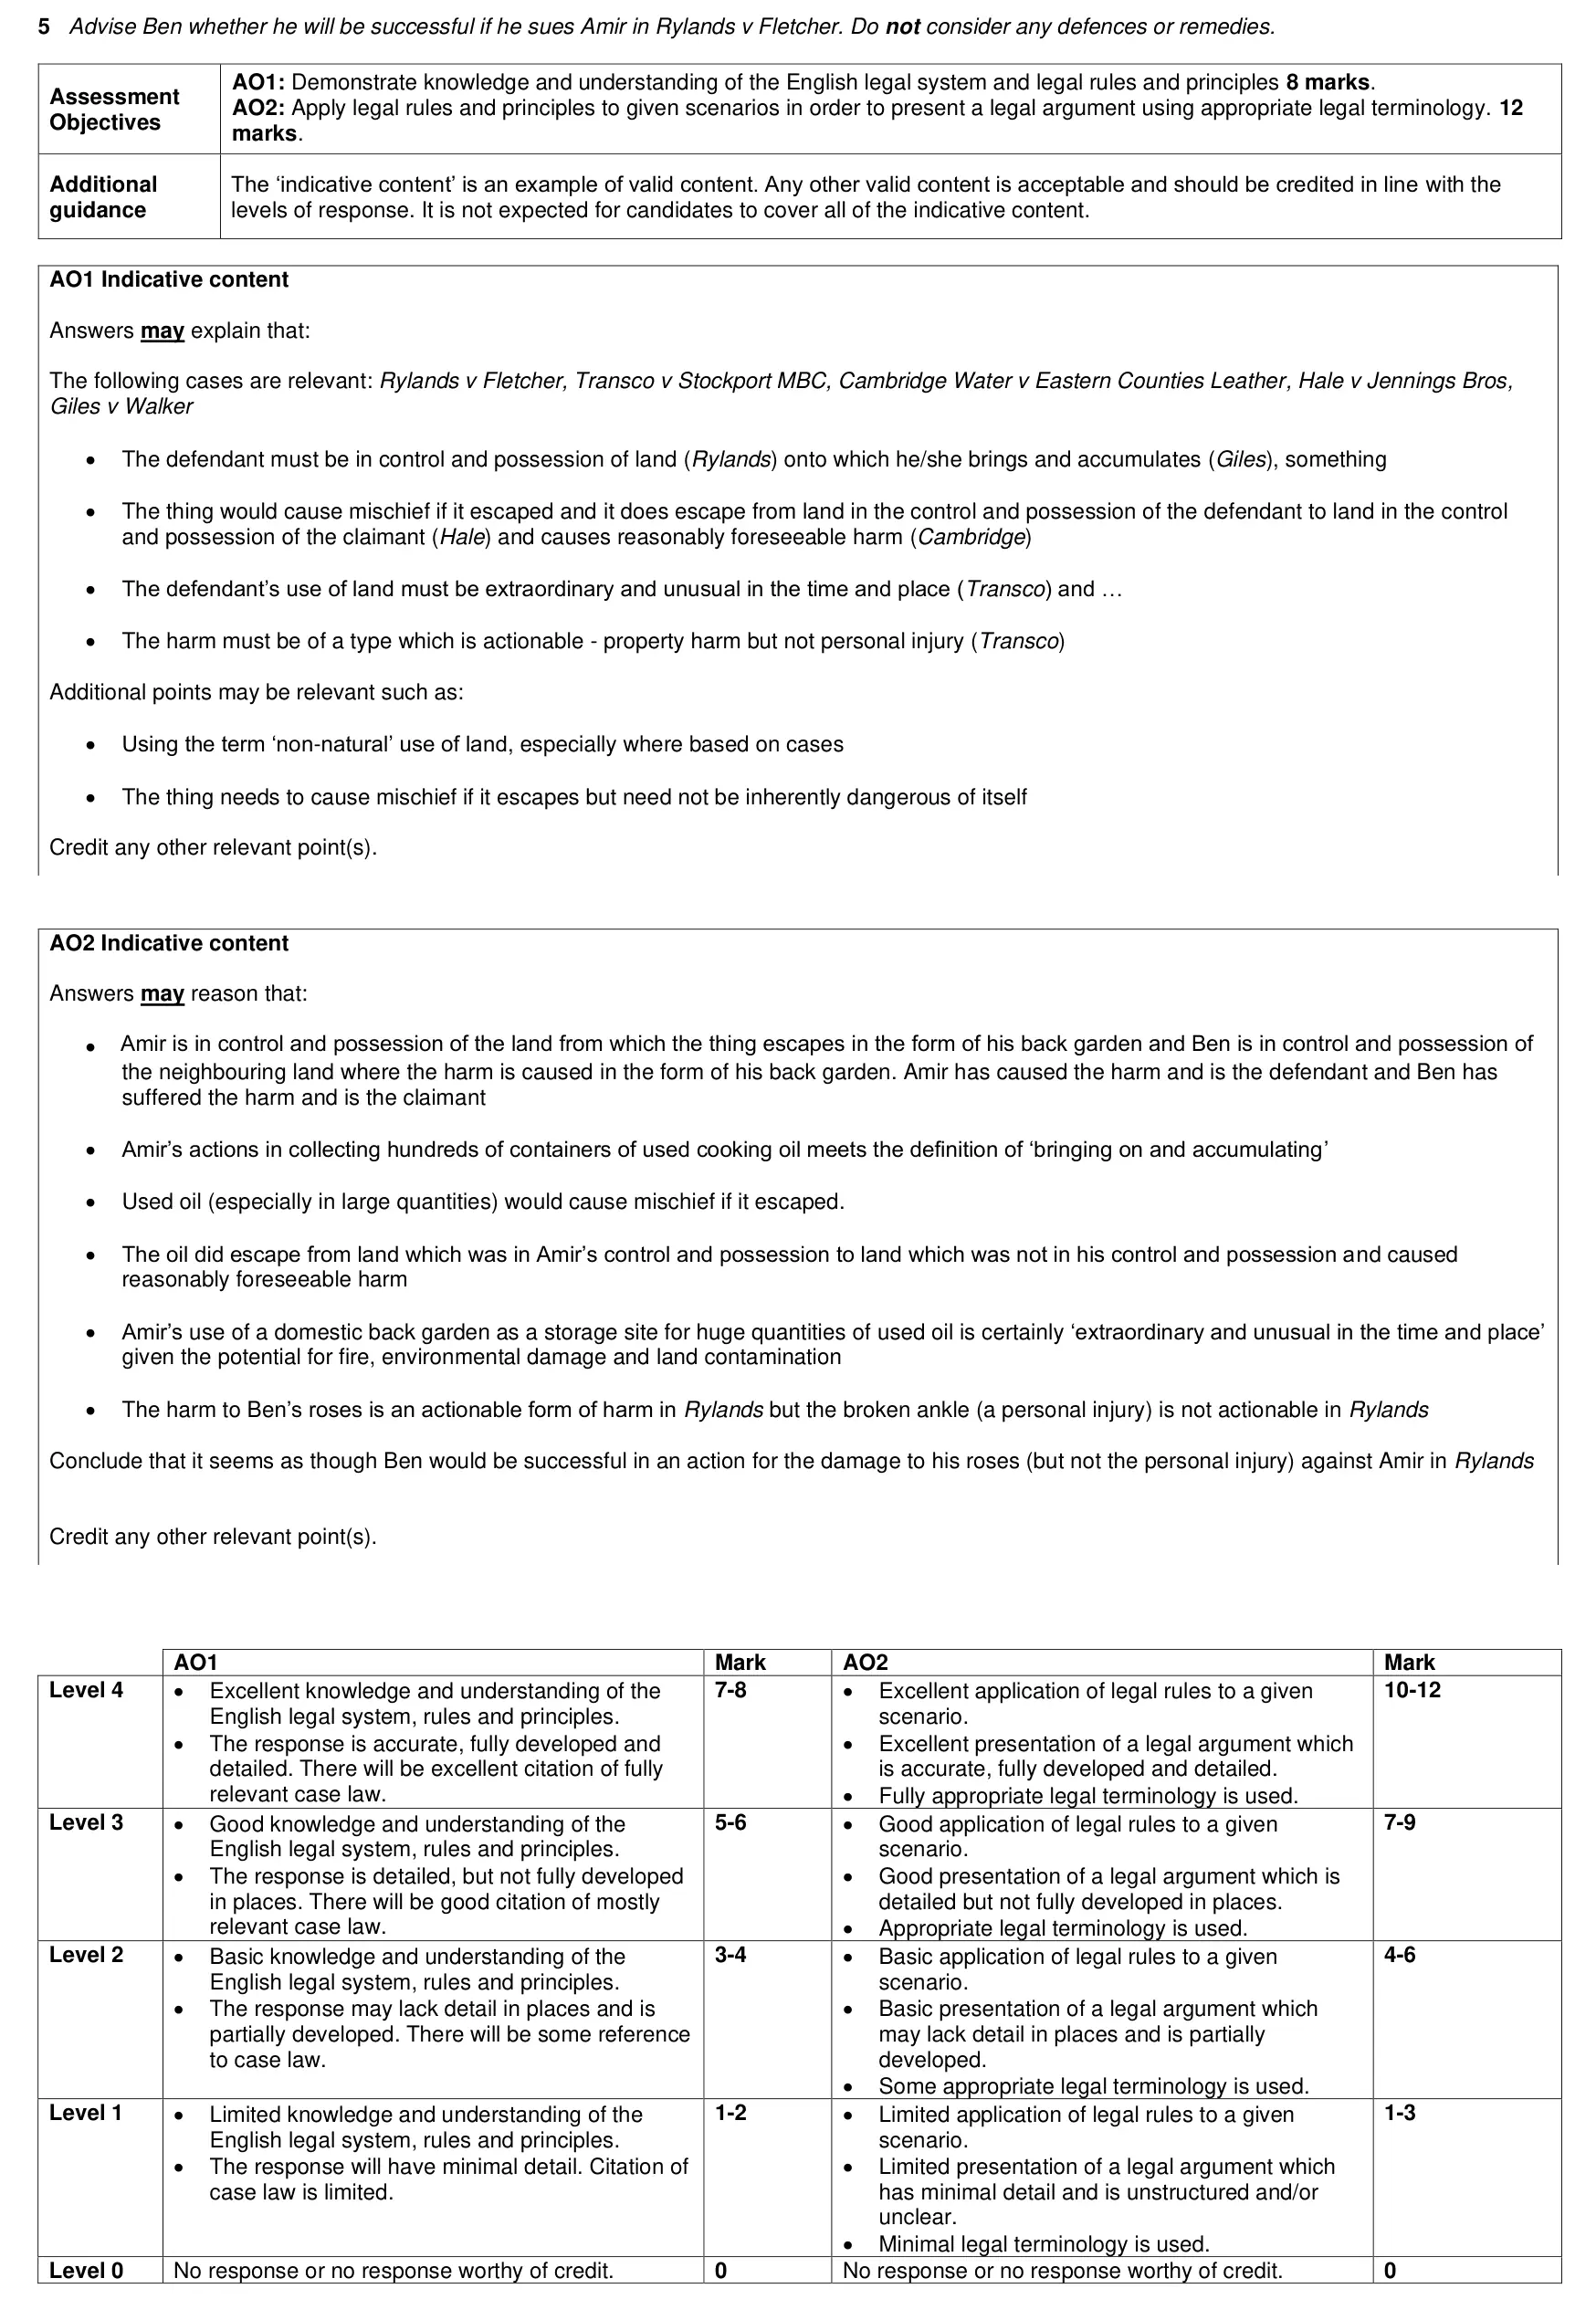 5 Advise Ben whether he will be successful if he sues Amir in Rylands v Fletcher. Do not consider any defences or remedies.
Assessment
Objectives
AO1: Demonstrate knowledge and understanding of the English legal system and legal rules and principles 8 marks.
AO2: Apply legal rules and principles to given scenarios in order to present a legal argument using appropriate legal terminology. 12
marks.
Additional
guidance
The ‘indicative content’ is an example of valid content. Any other valid content is acceptable and should be credited in line with the
levels of response. It is not expected for candidates to cover all of the indicative content.
AO1 Indicative content
Answers may explain that:
The following cases are relevant: Rylands v Fletcher, Transco v Stockport MBC, Cambridge Water v Eastern Counties Leather, Hale v Jennings Bros,
Giles v Walker
• The defendant must be in control and possession of land (Rylands) onto which he/she brings and accumulates (Giles), something
• The thing would cause mischief if it escaped and it does escape from land in the control and possession of the defendant to land in the control
and possession of the claimant (Hale) and causes reasonably foreseeable harm (Cambridge)
• The defendant’s use of land must be extraordinary and unusual in the time and place (Transco) and …
• The harm must be of a type which is actionable - property harm but not personal injury (Transco)
Additional points may be relevant such as:
• Using the term ‘non-natural’ use of land, especially where based on cases
• The thing needs to cause mischief if it escapes but need not be inherently dangerous of itself
Credit any other relevant point(s).
AO2 Indicative content
Answers may reason that:
• Amir is in control and possession of the land from which the thing escapes in the form of his back garden and Ben is in control and possession of
the neighbouring land where the harm is caused in the form of his back garden. Amir has caused the harm and is the defendant and Ben has
suffered the harm and is the claimant
• Amir’s actions in collecting hundreds of containers of used cooking oil meets the definition of ‘bringing on and accumulating’
• Used oil (especially in large quantities) would cause mischief if it escaped.
• The oil did escape from land which was in Amir’s control and possession to land which was not in his control and possession and caused
reasonably foreseeable harm
• Amir’s use of a domestic back garden as a storage site for huge quantities of used oil is certainly ‘extraordinary and unusual in the time and place’
given the potential for fire, environmental damage and land contamination
• The harm to Ben’s roses is an actionable form of harm in Rylands but the broken ankle (a personal injury) is not actionable in Rylands
Conclude that it seems as though Ben would be successful in an action for the damage to his roses (but not the personal injury) against Amir in Rylands
Credit any other relevant point(s).
AO1 Mark AO2 Mark
Level 4
• Excellent knowledge and understanding of the
English legal system, rules and principles.
• The response is accurate, fully developed and
detailed. There will be excellent citation of fully
relevant case law.
7-8
• Excellent application of legal rules to a given
scenario.
• Excellent presentation of a legal argument which
is accurate, fully developed and detailed.
• Fully appropriate legal terminology is used.
10-12
Level 3
• Good knowledge and understanding of the
English legal system, rules and principles.
• The response is detailed, but not fully developed
in places. There will be good citation of mostly
relevant case law.
5-6
• Good application of legal rules to a given
scenario.
• Good presentation of a legal argument which is
detailed but not fully developed in places.
• Appropriate legal terminology is used.
7-9
Level 2
• Basic knowledge and understanding of the
English legal system, rules and principles.
• The response may lack detail in places and is
partially developed. There will be some reference
to case law.
3-4
• Basic application of legal rules to a given
scenario.
• Basic presentation of a legal argument which
may lack detail in places and is partially
developed.
• Some appropriate legal terminology is used.
4-6
Level 1
• Limited knowledge and understanding of the
English legal system, rules and principles.
• The response will have minimal detail. Citation of
case law is limited.
1-2
• Limited application of legal rules to a given
scenario.
• Limited presentation of a legal argument which
has minimal detail and is unstructured and/or
unclear.
• Minimal legal terminology is used.
1-3
Level 0
No response or no response worthy of credit.
0
No response or no response worthy of credit.
0